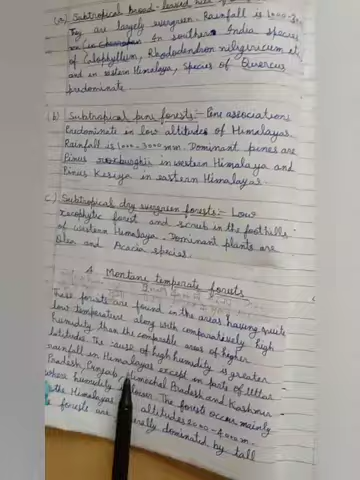 (a) Subtropical broad-leaved
They are largely evergreen. Rainfall is 1000-
In southern India species
of Calophyllum, Rhododendron nilgiricum etc
and in eastern Himalaya, species of Quercus
predominate.
(b) Subtropical pine forests:- Pine associations
Predominate in low altitudes of Himalayas.
Rainfall is 1000-3000 mm. Dominant pines are
Pinus roxburghii in western Himalaya and
Pinus Kesiya in eastern Himalayas.
c) Subtropical dry evergreen forests:- Low
xerophytic forest and scrub in the foothills
of western Himalaya. Dominant plants are
Olea and Acacia species.
4. Montane temperate forests
These forests are found in the areas having quite
low temperature along with comparatively high
humidity than the comparable areas of higher
latitudes. The cause of high humidity is greater
rainfall in Himalayas except in parts of Uttar
Pradesh, Punjab, Himachal Pradesh and Kashmir
where humidity is lesser. The forests occur mainly
the Himalayas altitudes 2000-4000 m.
forests are dominated by tall